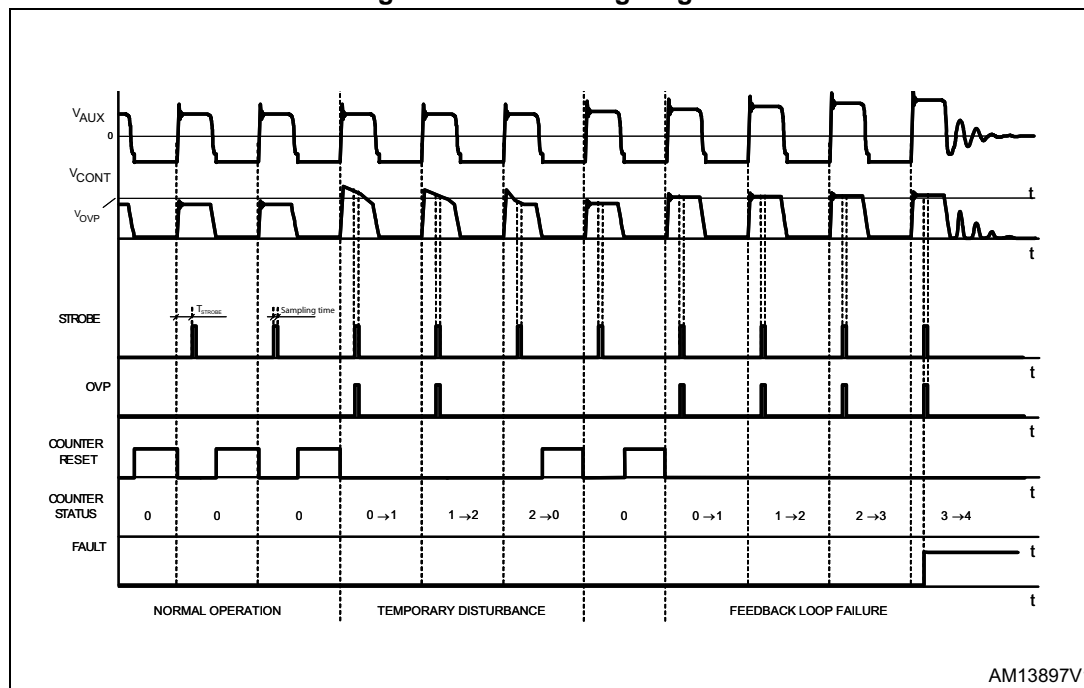 V_AUX
0
V_CONT
t
V_OVP
t
T_STROBE
Sampling time
STROBE
t
OVP
t
COUNTER
RESET
t
COUNTER
STATUS
0 0 0 0→1 1→2 2→0 0 0→1 1→2 2→3 3→4
FAULT
t
t
NORMAL OPERATION TEMPORARY DISTURBANCE FEEDBACK LOOP FAILURE
AM13897V